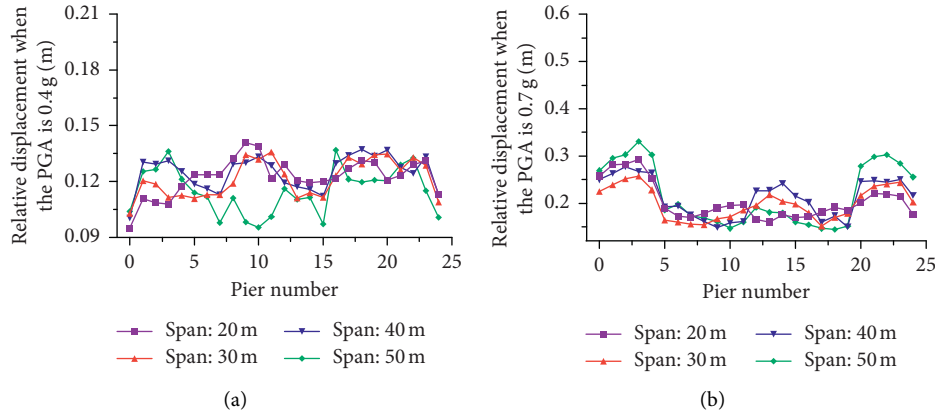 (a)
Relative displacement when
the PGA is 0.4 g (m)
0.21
0.18
0.15
0.12
0.09
0 5 10 15 20 25
Pier number
Span: 20 m
Span: 40 m
Span: 30 m
Span: 50 m
(a)
(b)
Relative displacement when
the PGA is 0.7 g (m)
0.6
0.5
0.4
0.3
0.2
0 5 10 15 20 25
Pier number
Span: 20 m
Span: 40 m
Span: 30 m
Span: 50 m
(b)